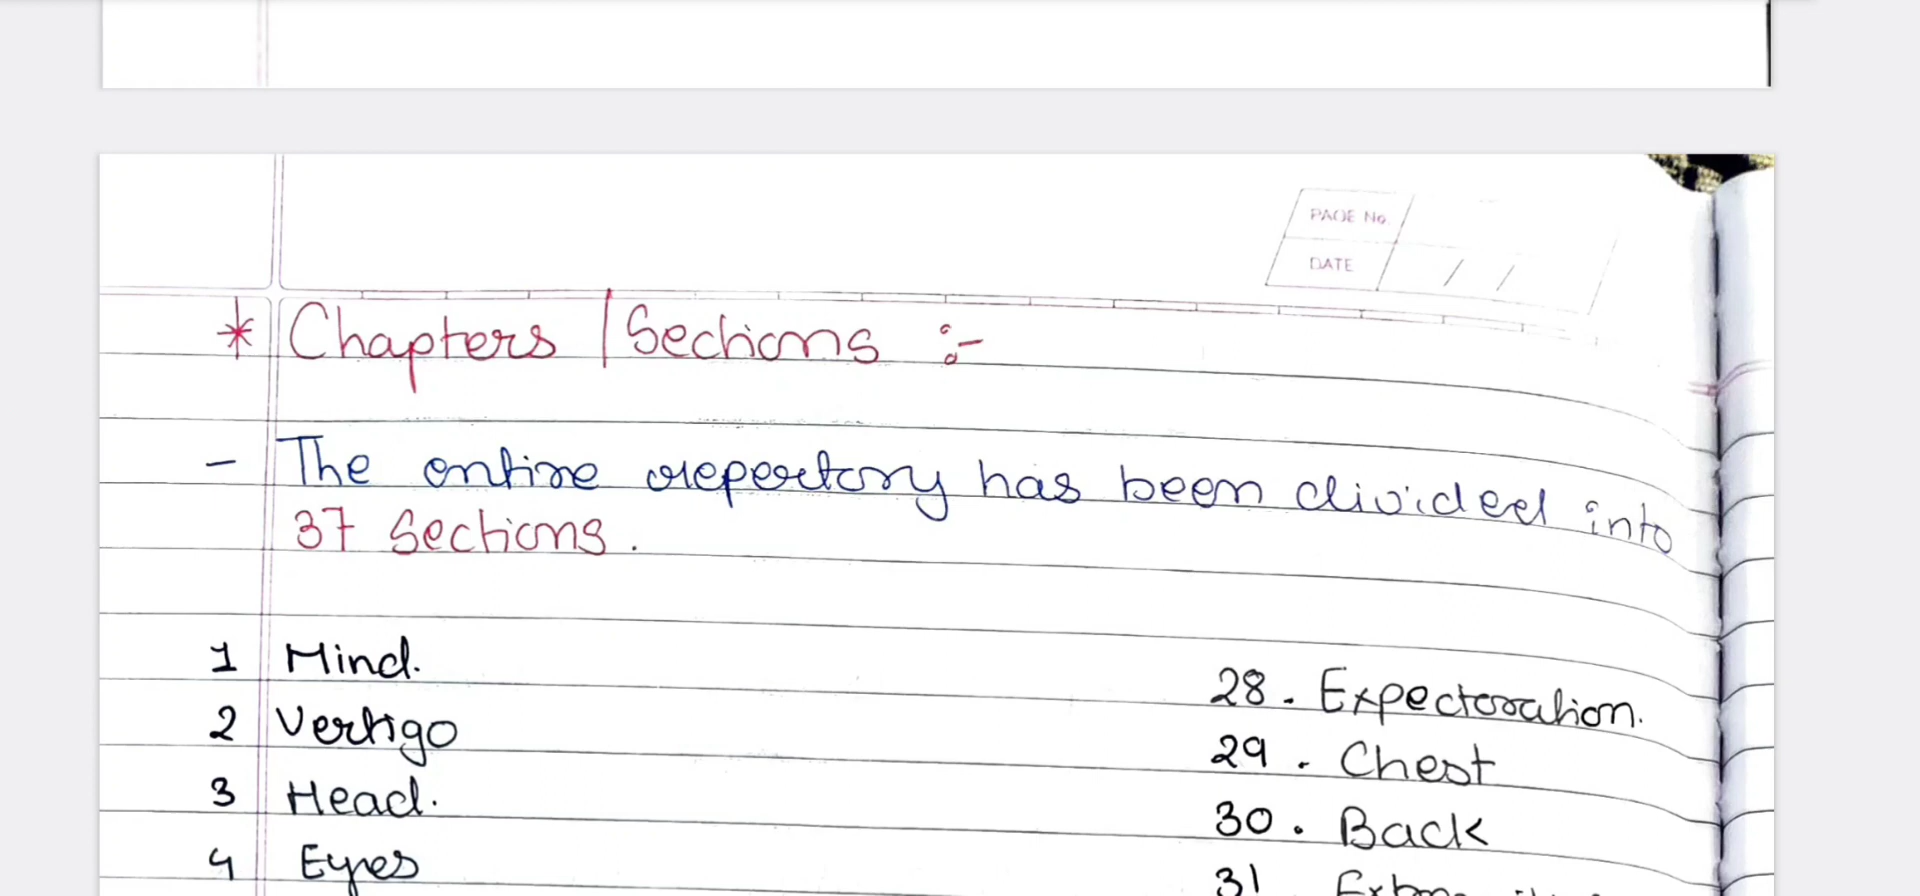 PAGE No.
DATE / /
* Chapters / Sections :-
- The entire repertory has been divided into
37 Sections.
1 Mind.
2 Vertigo
3 Head.
4 Eyes
28. Expectoration.
29. Chest
30. Back
31